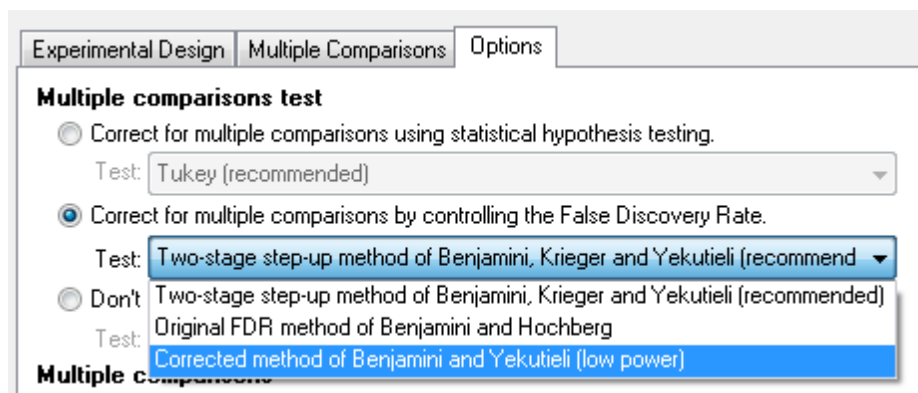 Experimental Design Multiple Comparisons Options
Multiple comparisons test
Correct for multiple comparisons using statistical hypothesis testing.
Test: Tukey (recommended)
Correct for multiple comparisons by controlling the False Discovery Rate.
Test: Two-stage step-up method of Benjamini, Krieger and Yekutieli (recommend
Don't Two-stage step-up method of Benjamini, Krieger and Yekutieli (recommended)
Original FDR method of Benjamini and Hochberg
Test:
Corrected method of Benjamini and Yekutieli (low power)
Multiple